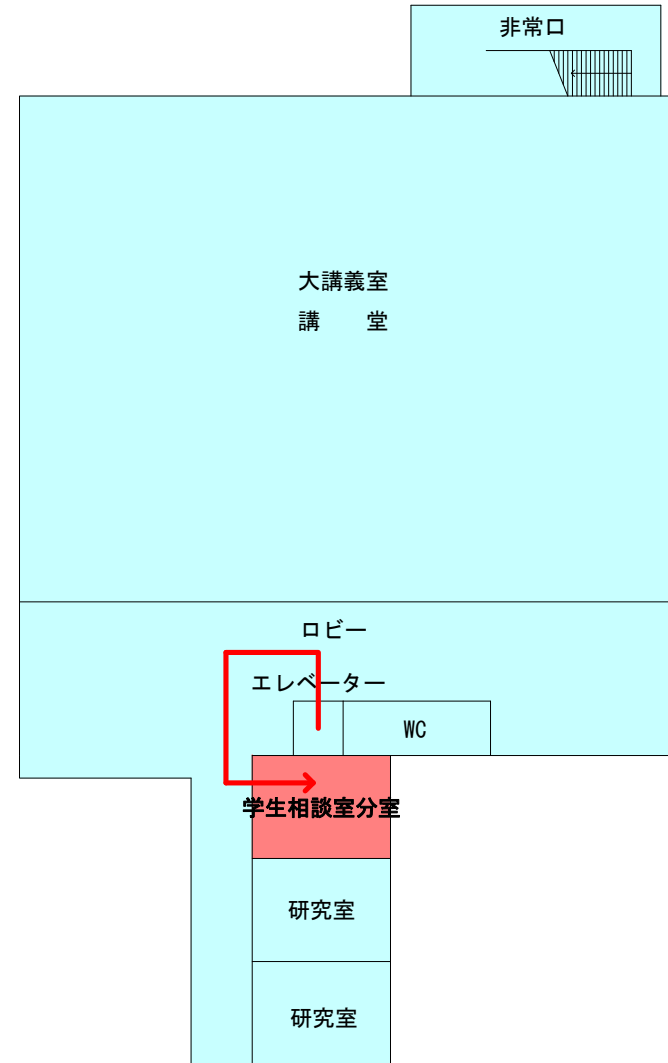 非常口
大講義室
講　　堂
ロビー
エレベーター
WC
学生相談室分室
研究室
研究室